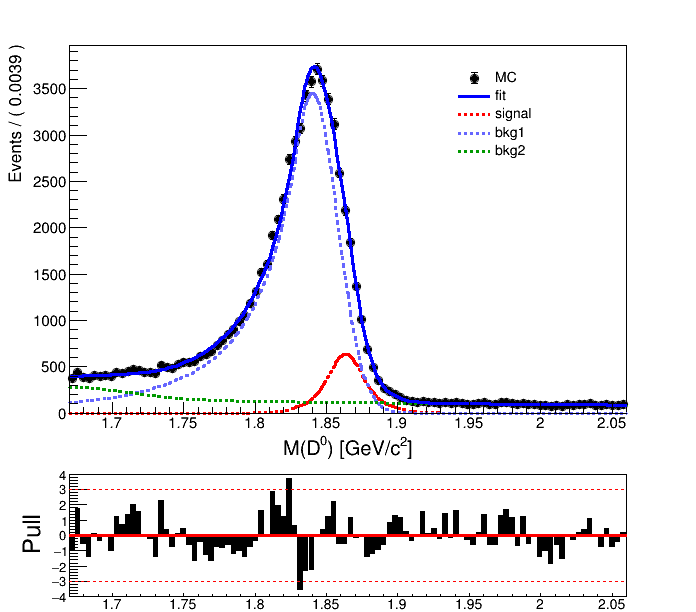 Events / ( 0.0039 )
3500
3000
2500
2000
1500
1000
500
0
MC
fit
signal
bkg1
bkg2
1.7 1.75 1.8 1.85 1.9 1.95 2 2.05
M(D⁰) [GeV/c²]
Pull
4
3
2
1
0
−1
−2
−3
−4
1.7 1.75 1.8 1.85 1.9 1.95 2 2.05